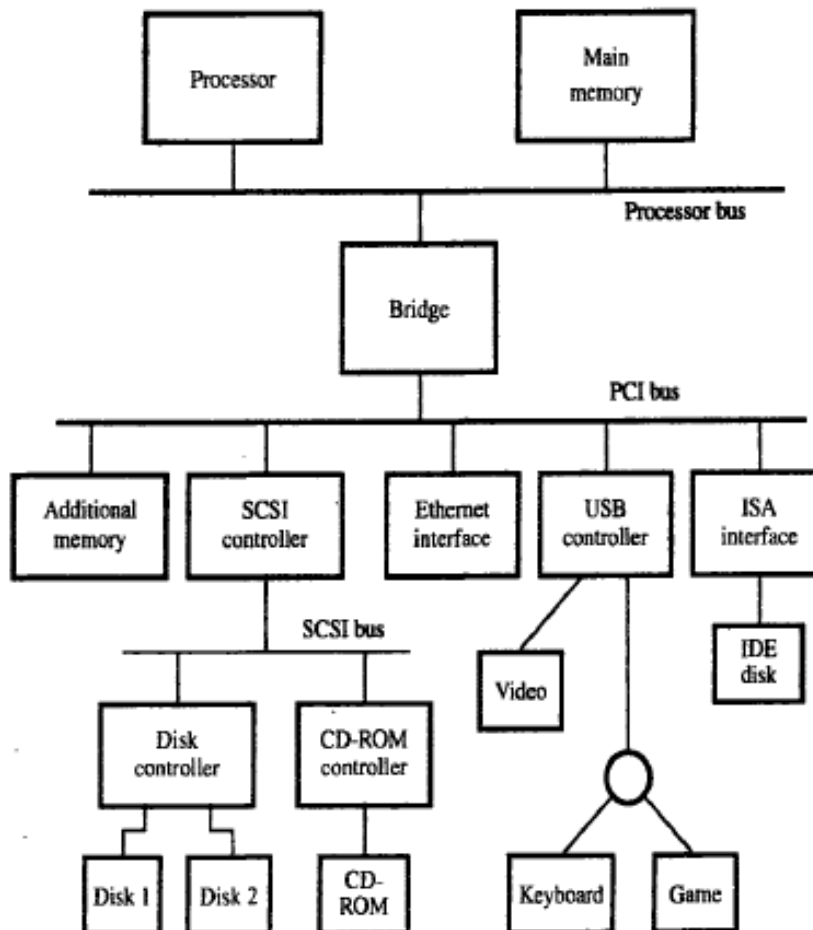 Processor
Main
memory
Processor bus
Bridge
PCI bus
Additional
memory
SCSI
controller
Ethernet
interface
USB
controller
ISA
interface
SCSI bus
Video
IDE
disk
Disk
controller
CD-ROM
controller
Disk 1
Disk 2
CD-
ROM
Keyboard
Game